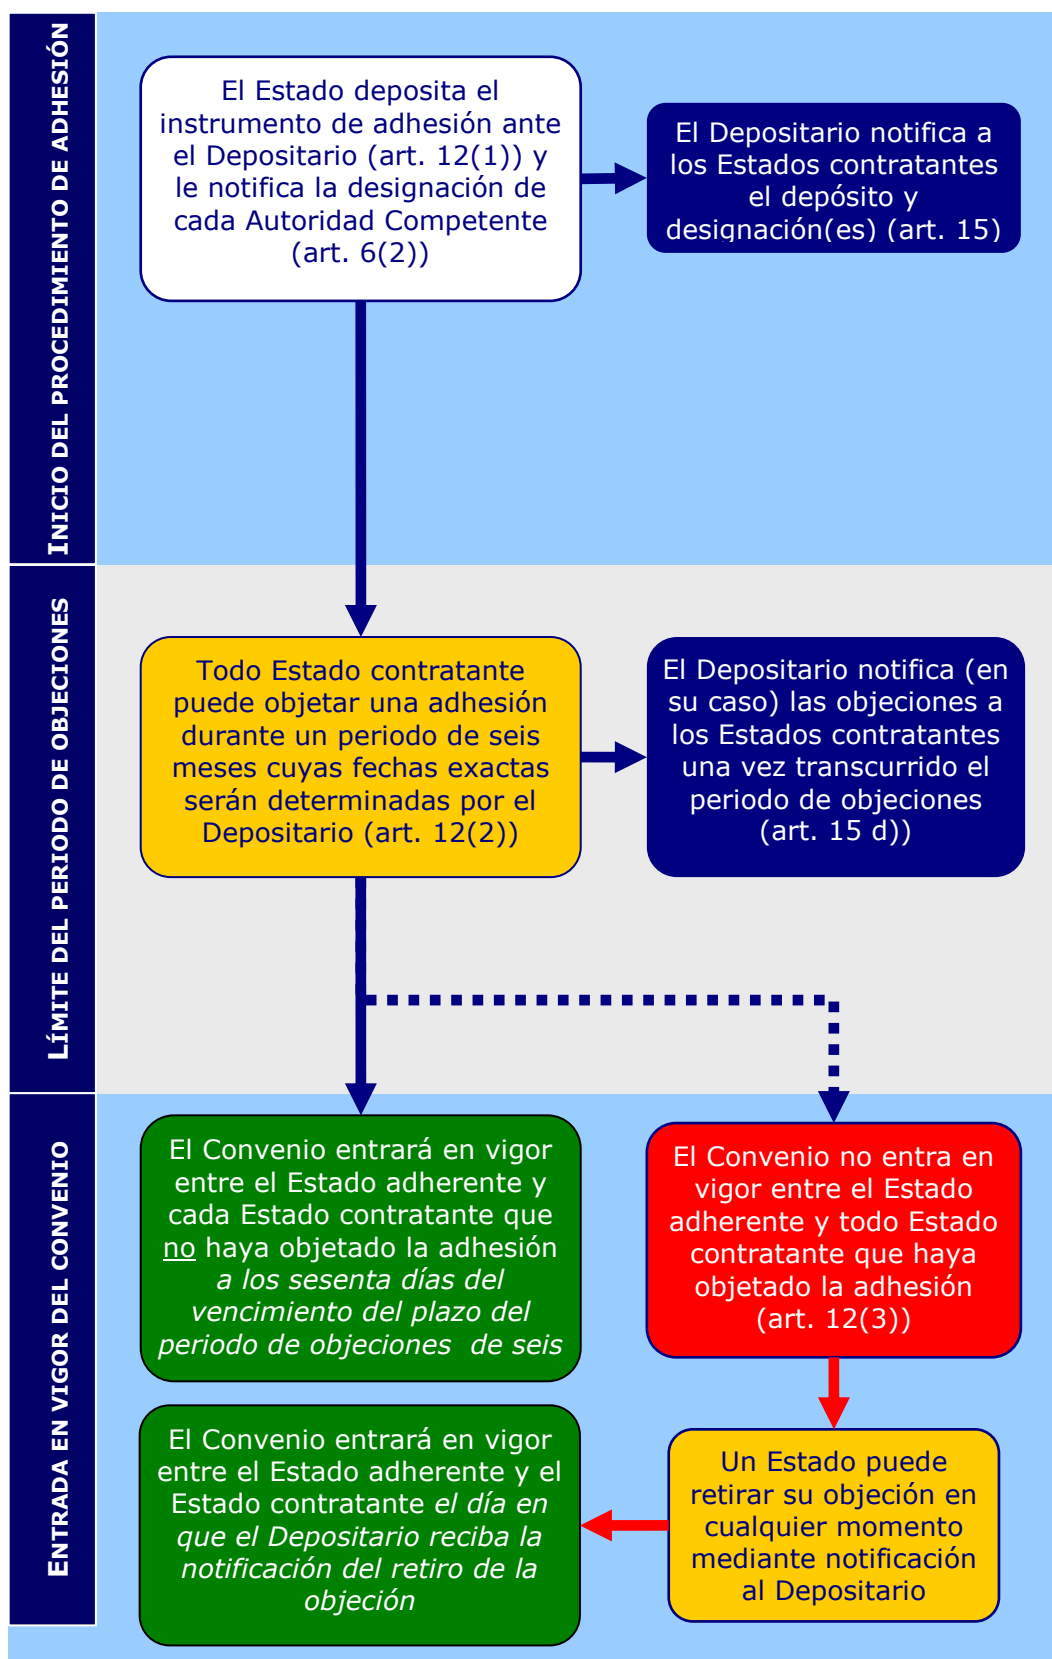 INICIO DEL PROCEDIMIENTO DE ADHESIÓN
El Estado deposita el
instrumento de adhesión ante
el Depositario (art. 12(1)) y
le notifica la designación de
cada Autoridad Competente
(art. 6(2))
El Depositario notifica a
los Estados contratantes
el depósito y
designación(es) (art. 15)
LÍMITE DEL PERIODO DE OBJECIONES
Todo Estado contratante
puede objetar una adhesión
durante un periodo de seis
meses cuyas fechas exactas
serán determinadas por el
Depositario (art. 12(2))
El Depositario notifica (en
su caso) las objeciones a
los Estados contratantes
una vez transcurrido el
periodo de objeciones
(art. 15 d))
ENTRADA EN VIGOR DEL CONVENIO
El Convenio entrará en vigor
entre el Estado adherente y
cada Estado contratante que
no haya objetado la adhesión
a los sesenta días del
vencimiento del plazo del
periodo de objeciones de seis
El Convenio no entra en
vigor entre el Estado
adherente y todo Estado
contratante que haya
objetado la adhesión
(art. 12(3))
El Convenio entrará en vigor
entre el Estado adherente y el
Estado contratante el día en
que el Depositario reciba la
notificación del retiro de la
objeción
Un Estado puede
retirar su objeción en
cualquier momento
mediante notificación
al Depositario